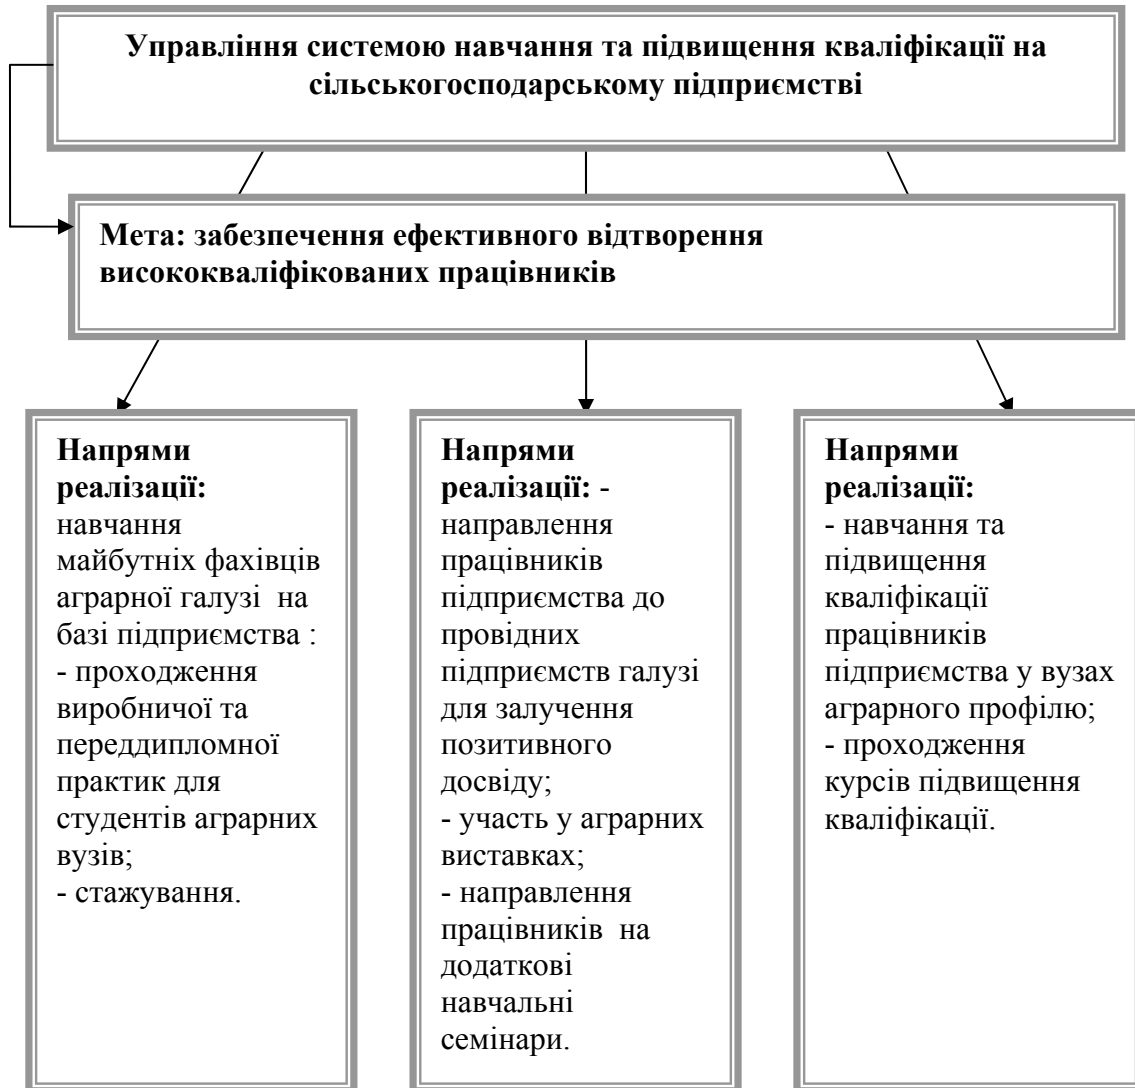 Управління системою навчання та підвищення кваліфікації на
сільськогосподарському підприємстві
Мета: забезпечення ефективного відтворення
висококваліфікованих працівників
Напрями
реалізації:
навчання
майбутніх фахівців
аграрної галузі на
базі підприємства :
- проходження
виробничої та
переддипломної
практик для
студентів аграрних
вузів;
- стажування.
Напрями
реалізації: -
направлення
працівників
підприємства до
провідних
підприємств галузі
для залучення
позитивного
досвіду;
- участь у аграрних
виставках;
- направлення
працівників на
додаткові
навчальні
семінари.
Напрями
реалізації:
- навчання та
підвищення
кваліфікації
працівників
підприємства у вузах
аграрного профілю;
- проходження
курсів підвищення
кваліфікації.